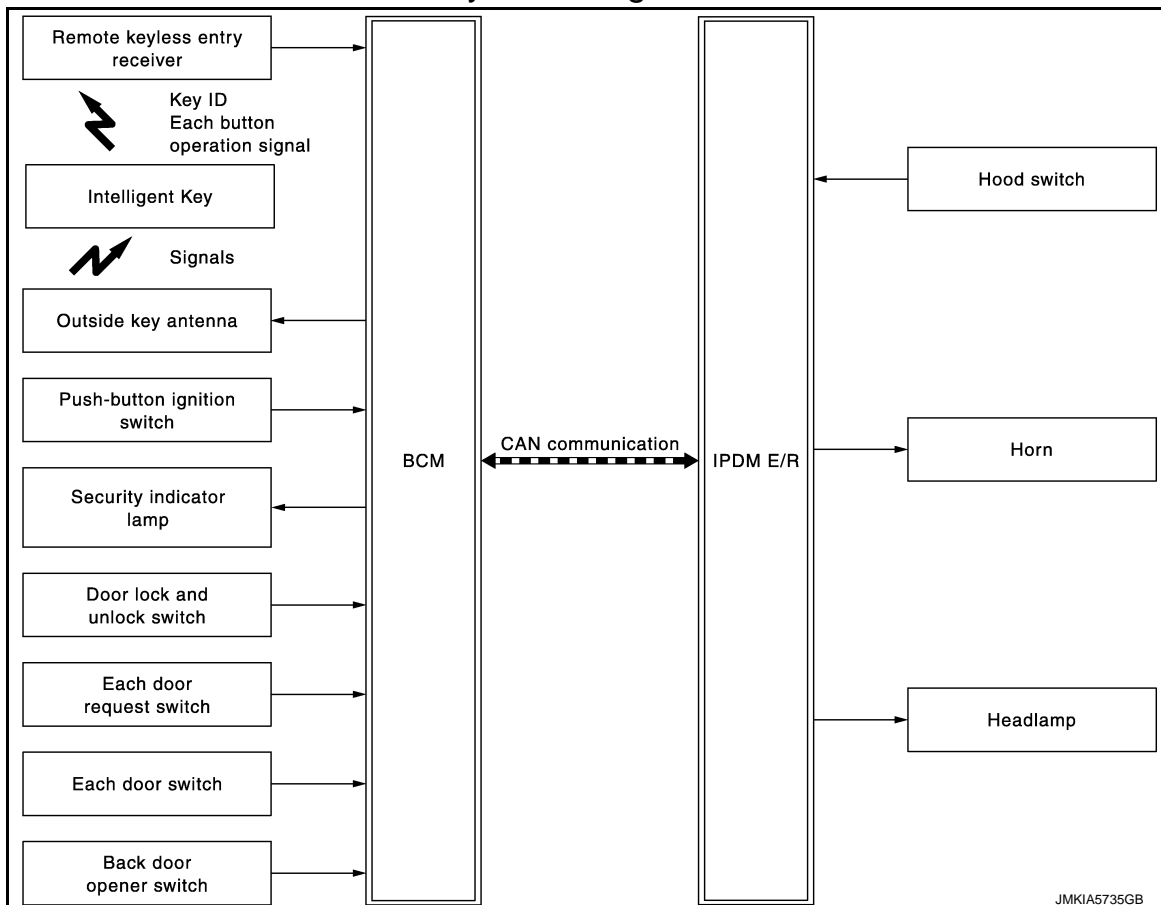 Remote keyless entry
receiver
Key ID
Each button
operation signal
Intelligent Key
Signals
Outside key antenna
Push-button ignition
switch
Security indicator
lamp
Door lock and
unlock switch
Each door
request switch
Each door switch
Back door
opener switch
BCM
CAN communication
IPDM E/R
Hood switch
Horn
Headlamp
JMKIA5735GB